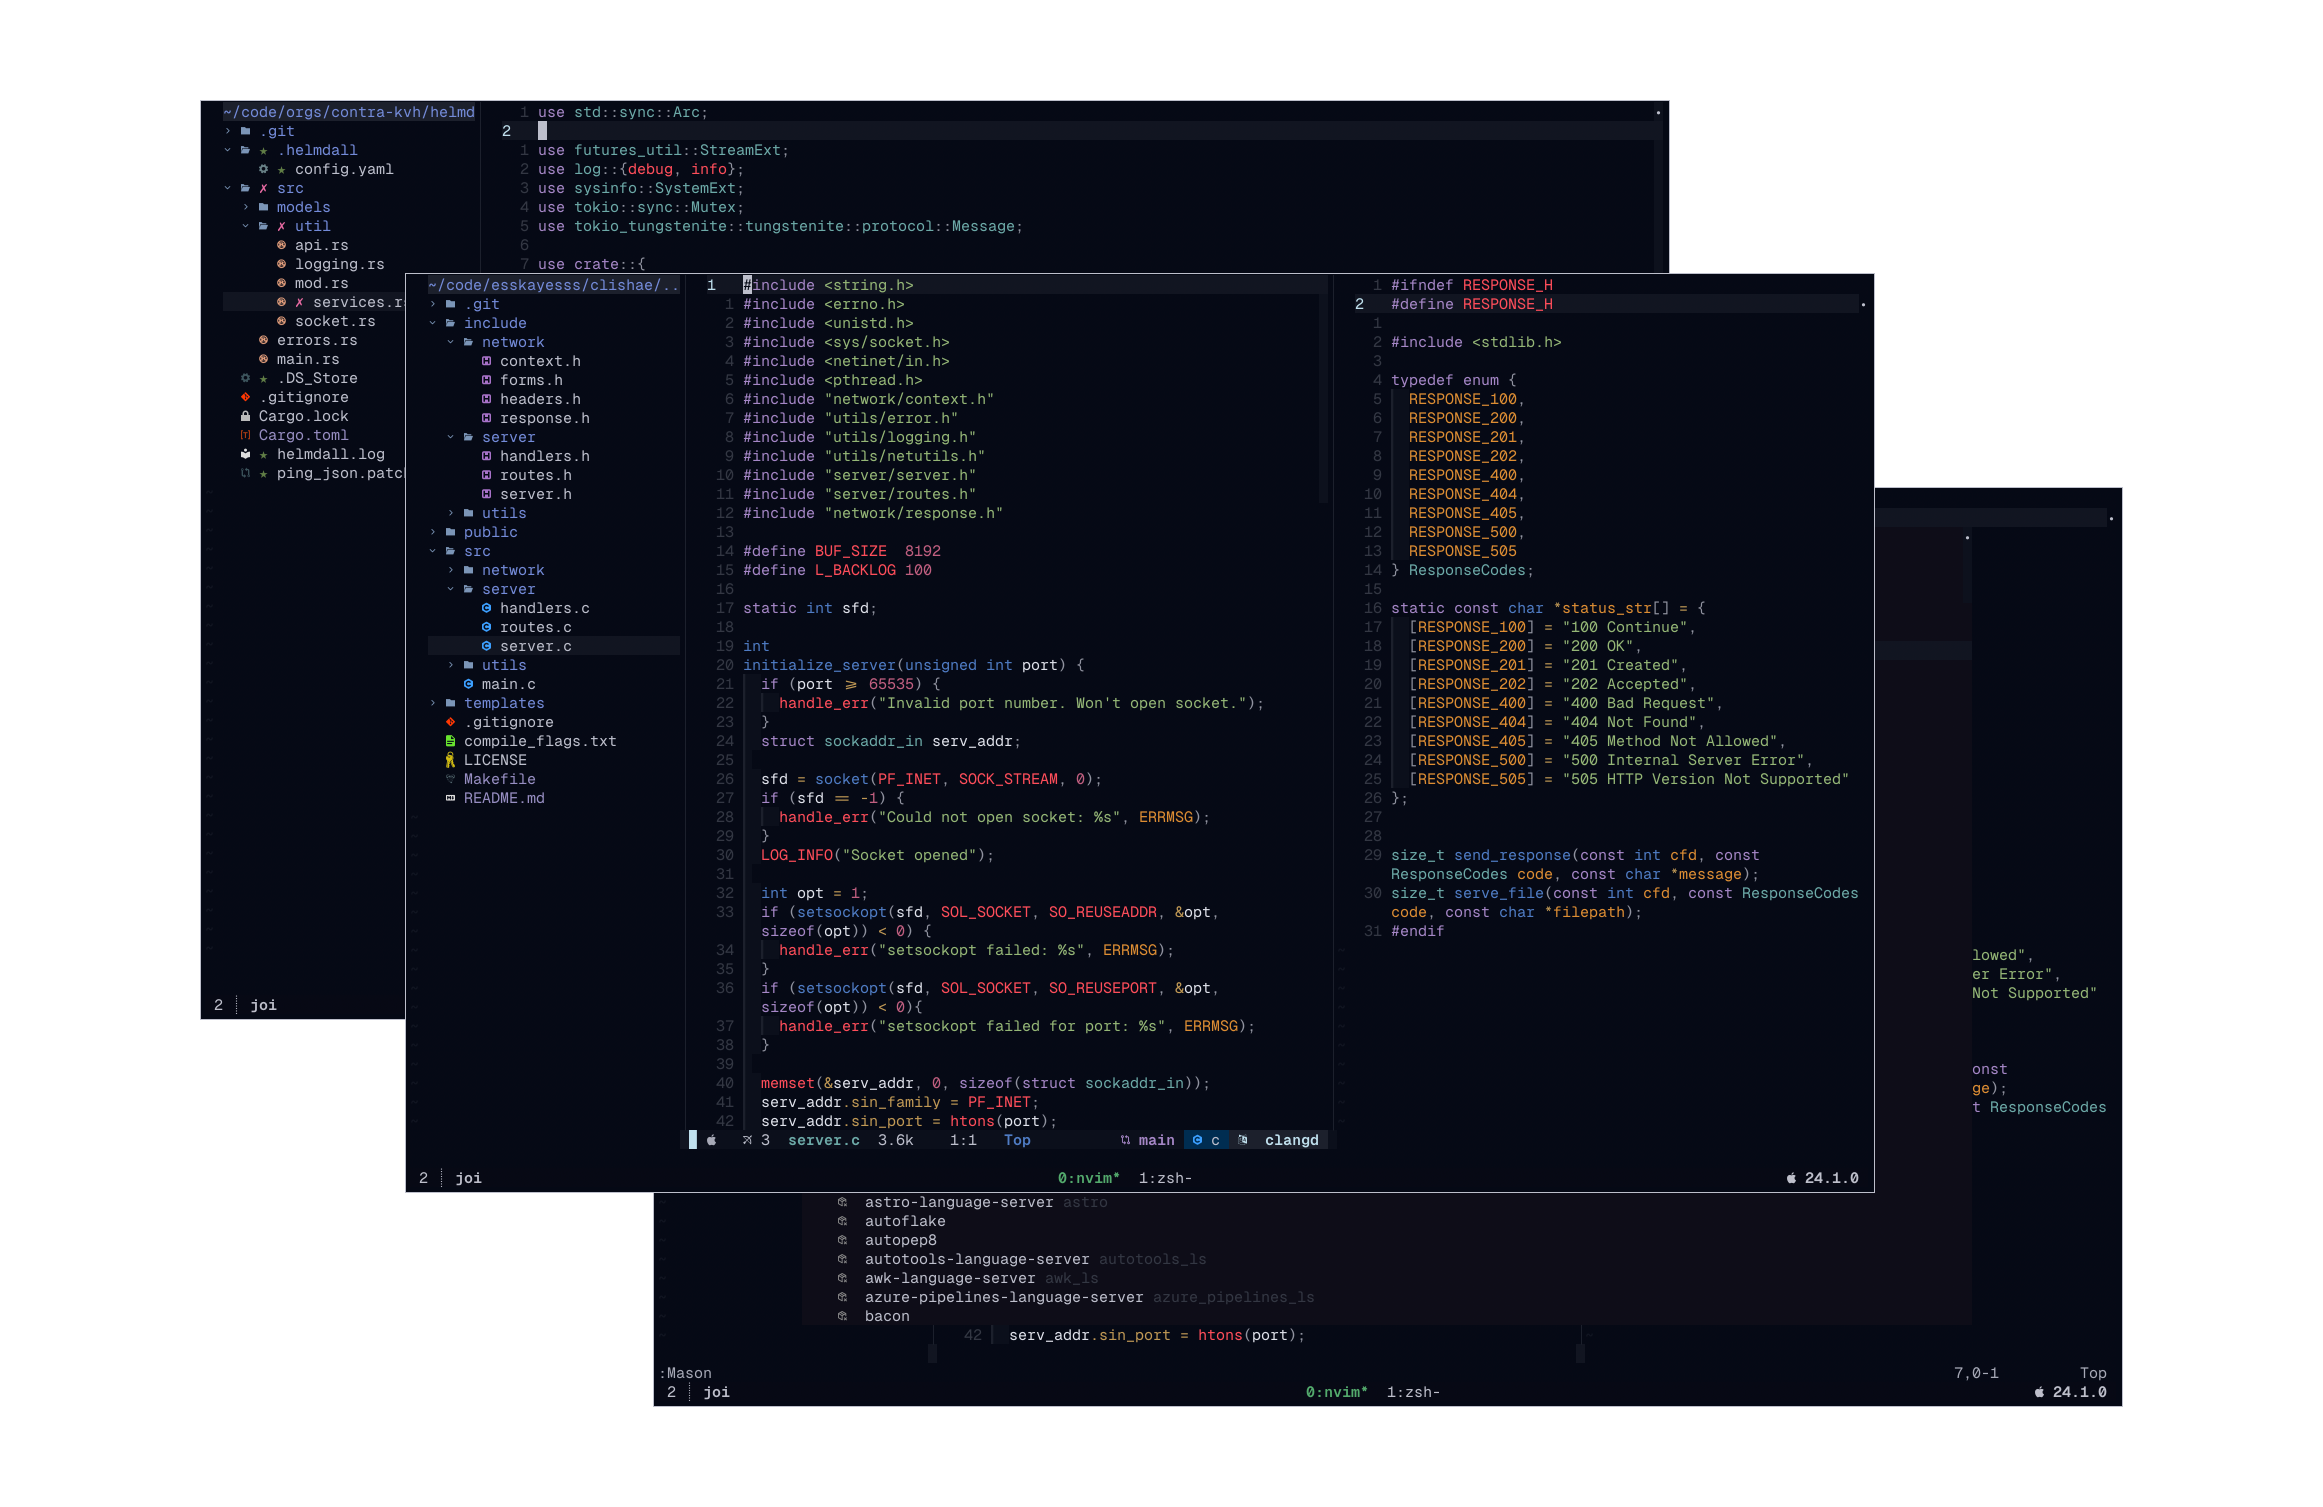 ~/code/orgs/contra-kvh/helmd
.git
.helmdall
config.yaml
src
models
util
api.rs
logging.rs
mod.rs
services.rs
socket.rs
errors.rs
main.rs
.DS_Store
.gitignore
Cargo.lock
Cargo.toml
helmdall.log
ping_json.patch
2 joi
1 use std::sync::Arc;
2
1 use futures_util::StreamExt;
2 use log::{debug, info};
3 use sysinfo::SystemExt;
4 use tokio::sync::Mutex;
5 use tokio_tungstenite::tungstenite::protocol::Message;
6
7 use crate::{
~/code/esskayesss/clishae/..
.git
include
network
context.h
forms.h
headers.h
response.h
server
handlers.h
routes.h
server.h
utils
public
src
network
server
handlers.c
routes.c
server.c
utils
main.c
templates
.gitignore
compile_flags.txt
LICENSE
Makefile
README.md
1 #include <string.h>
1 #include <errno.h>
2 #include <unistd.h>
3 #include <sys/socket.h>
4 #include <netinet/in.h>
5 #include <pthread.h>
6 #include "network/context.h"
7 #include "utils/error.h"
8 #include "utils/logging.h"
9 #include "utils/netutils.h"
10 #include "server/server.h"
11 #include "server/routes.h"
12 #include "network/response.h"
13
14 #define BUF_SIZE  8192
15 #define L_BACKLOG 100
16
17 static int sfd;
18
19 int
20 initialize_server(unsigned int port) {
21 if (port >= 65535) {
22 handle_err("Invalid port number. Won't open socket.");
23 }
24 struct sockaddr_in serv_addr;
25
26 sfd = socket(PF_INET, SOCK_STREAM, 0);
27 if (sfd == -1) {
28 handle_err("Could not open socket: %s", ERRMSG);
29 }
30 LOG_INFO("Socket opened");
31
32 int opt = 1;
33 if (setsockopt(sfd, SOL_SOCKET, SO_REUSEADDR, &opt,
sizeof(opt)) < 0) {
34 handle_err("setsockopt failed: %s", ERRMSG);
35 }
36 if (setsockopt(sfd, SOL_SOCKET, SO_REUSEPORT, &opt,
sizeof(opt)) < 0){
37 handle_err("setsockopt failed for port: %s", ERRMSG);
38 }
39
40 memset(&serv_addr, 0, sizeof(struct sockaddr_in));
41 serv_addr.sin_family = PF_INET;
42 serv_addr.sin_port = htons(port);
3 server.c 3.6k 1:1 Top main c clangd
1 #ifndef RESPONSE_H
2 #define RESPONSE_H
1
2 #include <stdlib.h>
3
4 typedef enum {
5 RESPONSE_100,
6 RESPONSE_200,
7 RESPONSE_201,
8 RESPONSE_202,
9 RESPONSE_400,
10 RESPONSE_404,
11 RESPONSE_405,
12 RESPONSE_500,
13 RESPONSE_505
14 } ResponseCodes;
15
16 static const char *status_str[] = {
17 [RESPONSE_100] = "100 Continue",
18 [RESPONSE_200] = "200 OK",
19 [RESPONSE_201] = "201 Created",
20 [RESPONSE_202] = "202 Accepted",
21 [RESPONSE_400] = "400 Bad Request",
22 [RESPONSE_404] = "404 Not Found",
23 [RESPONSE_405] = "405 Method Not Allowed",
24 [RESPONSE_500] = "500 Internal Server Error",
25 [RESPONSE_505] = "505 HTTP Version Not Supported"
26 };
27
28
29 size_t send_response(const int cfd, const
ResponseCodes code, const char *message);
30 size_t serve_file(const int cfd, const ResponseCodes
code, const char *filepath);
31 #endif
2 joi 0:nvim* 1:zsh- 24.1.0
lowed",
er Error",
Not Supported"
onst
ge);
t ResponseCodes
astro-language-server astro
autoflake
autopep8
autotools-language-server autotools_ls
awk-language-server awk_ls
azure-pipelines-language-server azure_pipelines_ls
bacon
42 serv_addr.sin_port = htons(port);
:Mason 7,0-1 Top
2 joi 0:nvim* 1:zsh- 24.1.0